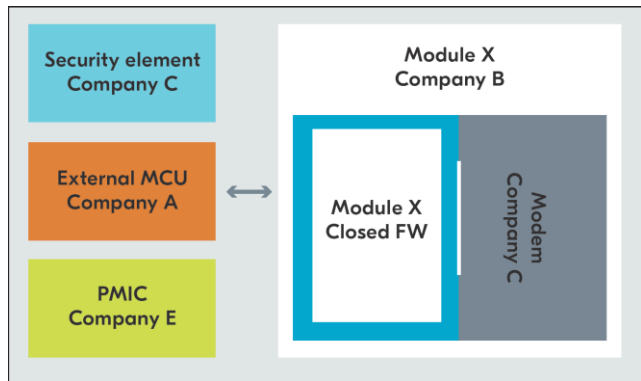 Security element
Company C
External MCU
Company A
PMIC
Company E
Module X
Company B
Module X
Closed FW
Modem
Company C